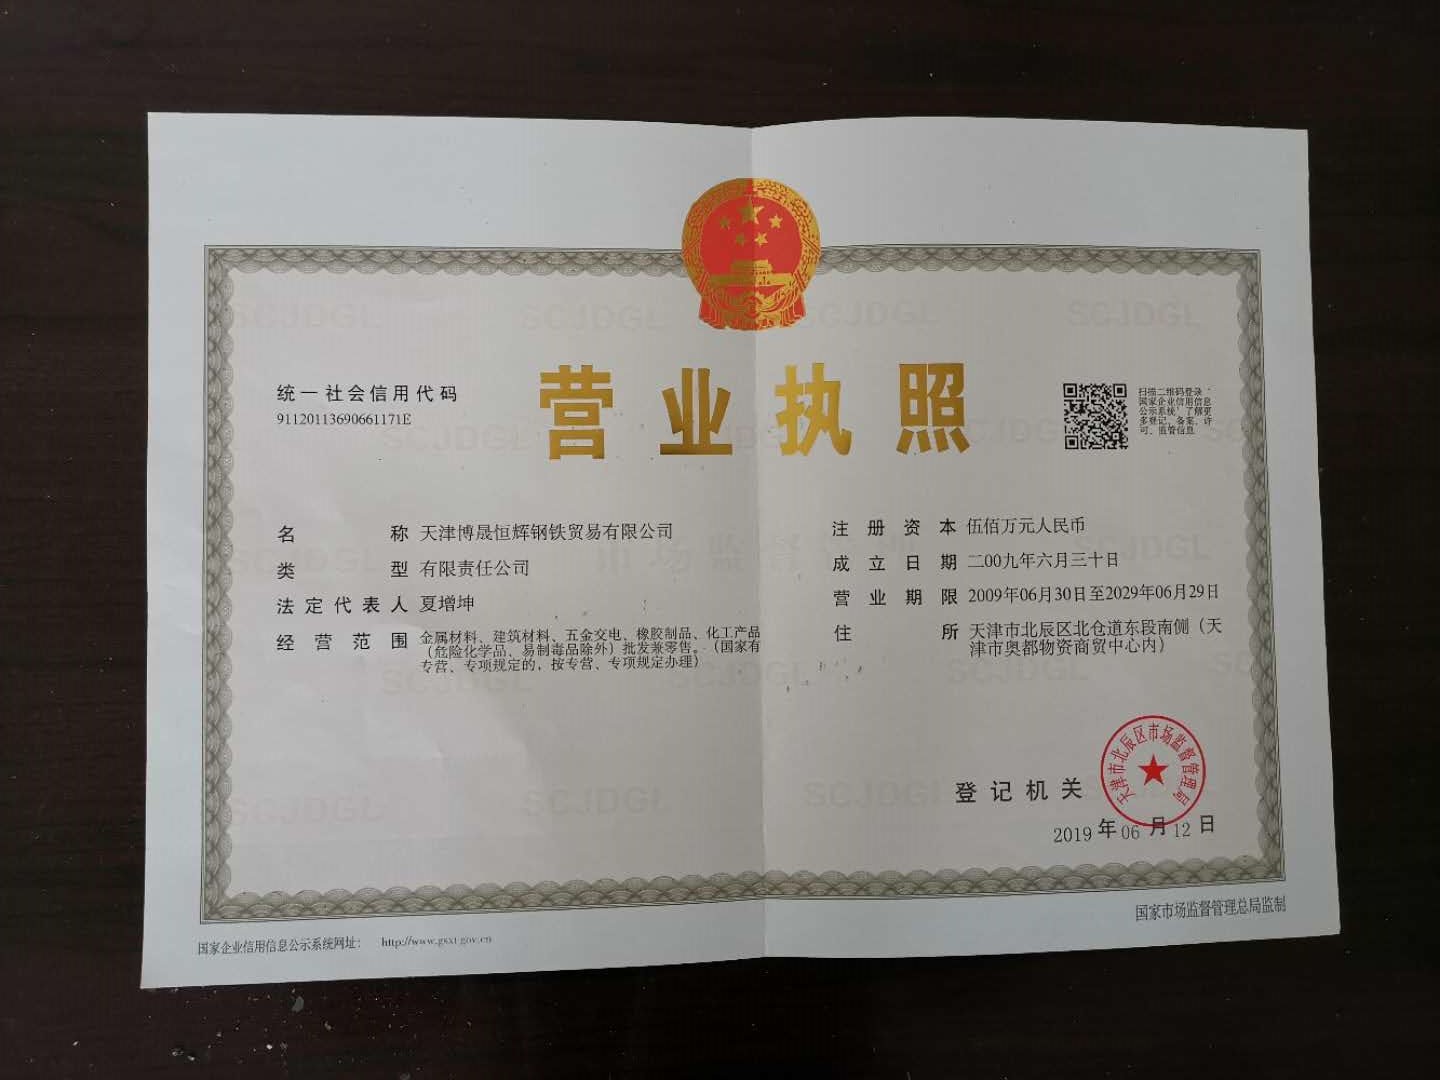 营业执照
统一社会信用代码
91120113690661171E
扫描二维码登录'
国家企业信用信息
公示系统'了解更
多登记、备案、许
可、监管信息
名称 天津博晟恒辉钢铁贸易有限公司
类型 有限责任公司
法定代表人 夏增坤
经营范围 金属材料、建筑材料、五金交电、橡胶制品、化工产品
（危险化学品、易制毒品除外）批发兼零售。（国家有
专营、专项规定的，按专营、专项规定办理）
注册资本 伍佰万元人民币
成立日期 二00九年六月三十日
营业期限 2009年06月30日至2029年06月29日
住所 天津市北辰区北仓道东段南侧（天
津市奥都物资商贸中心内）
登记机关
天津市北辰区市场监督管理局
2019年06月12日
国家企业信用信息公示系统网址： http://www.gsxt.gov.cn
国家市场监督管理总局监制
SCJDGL